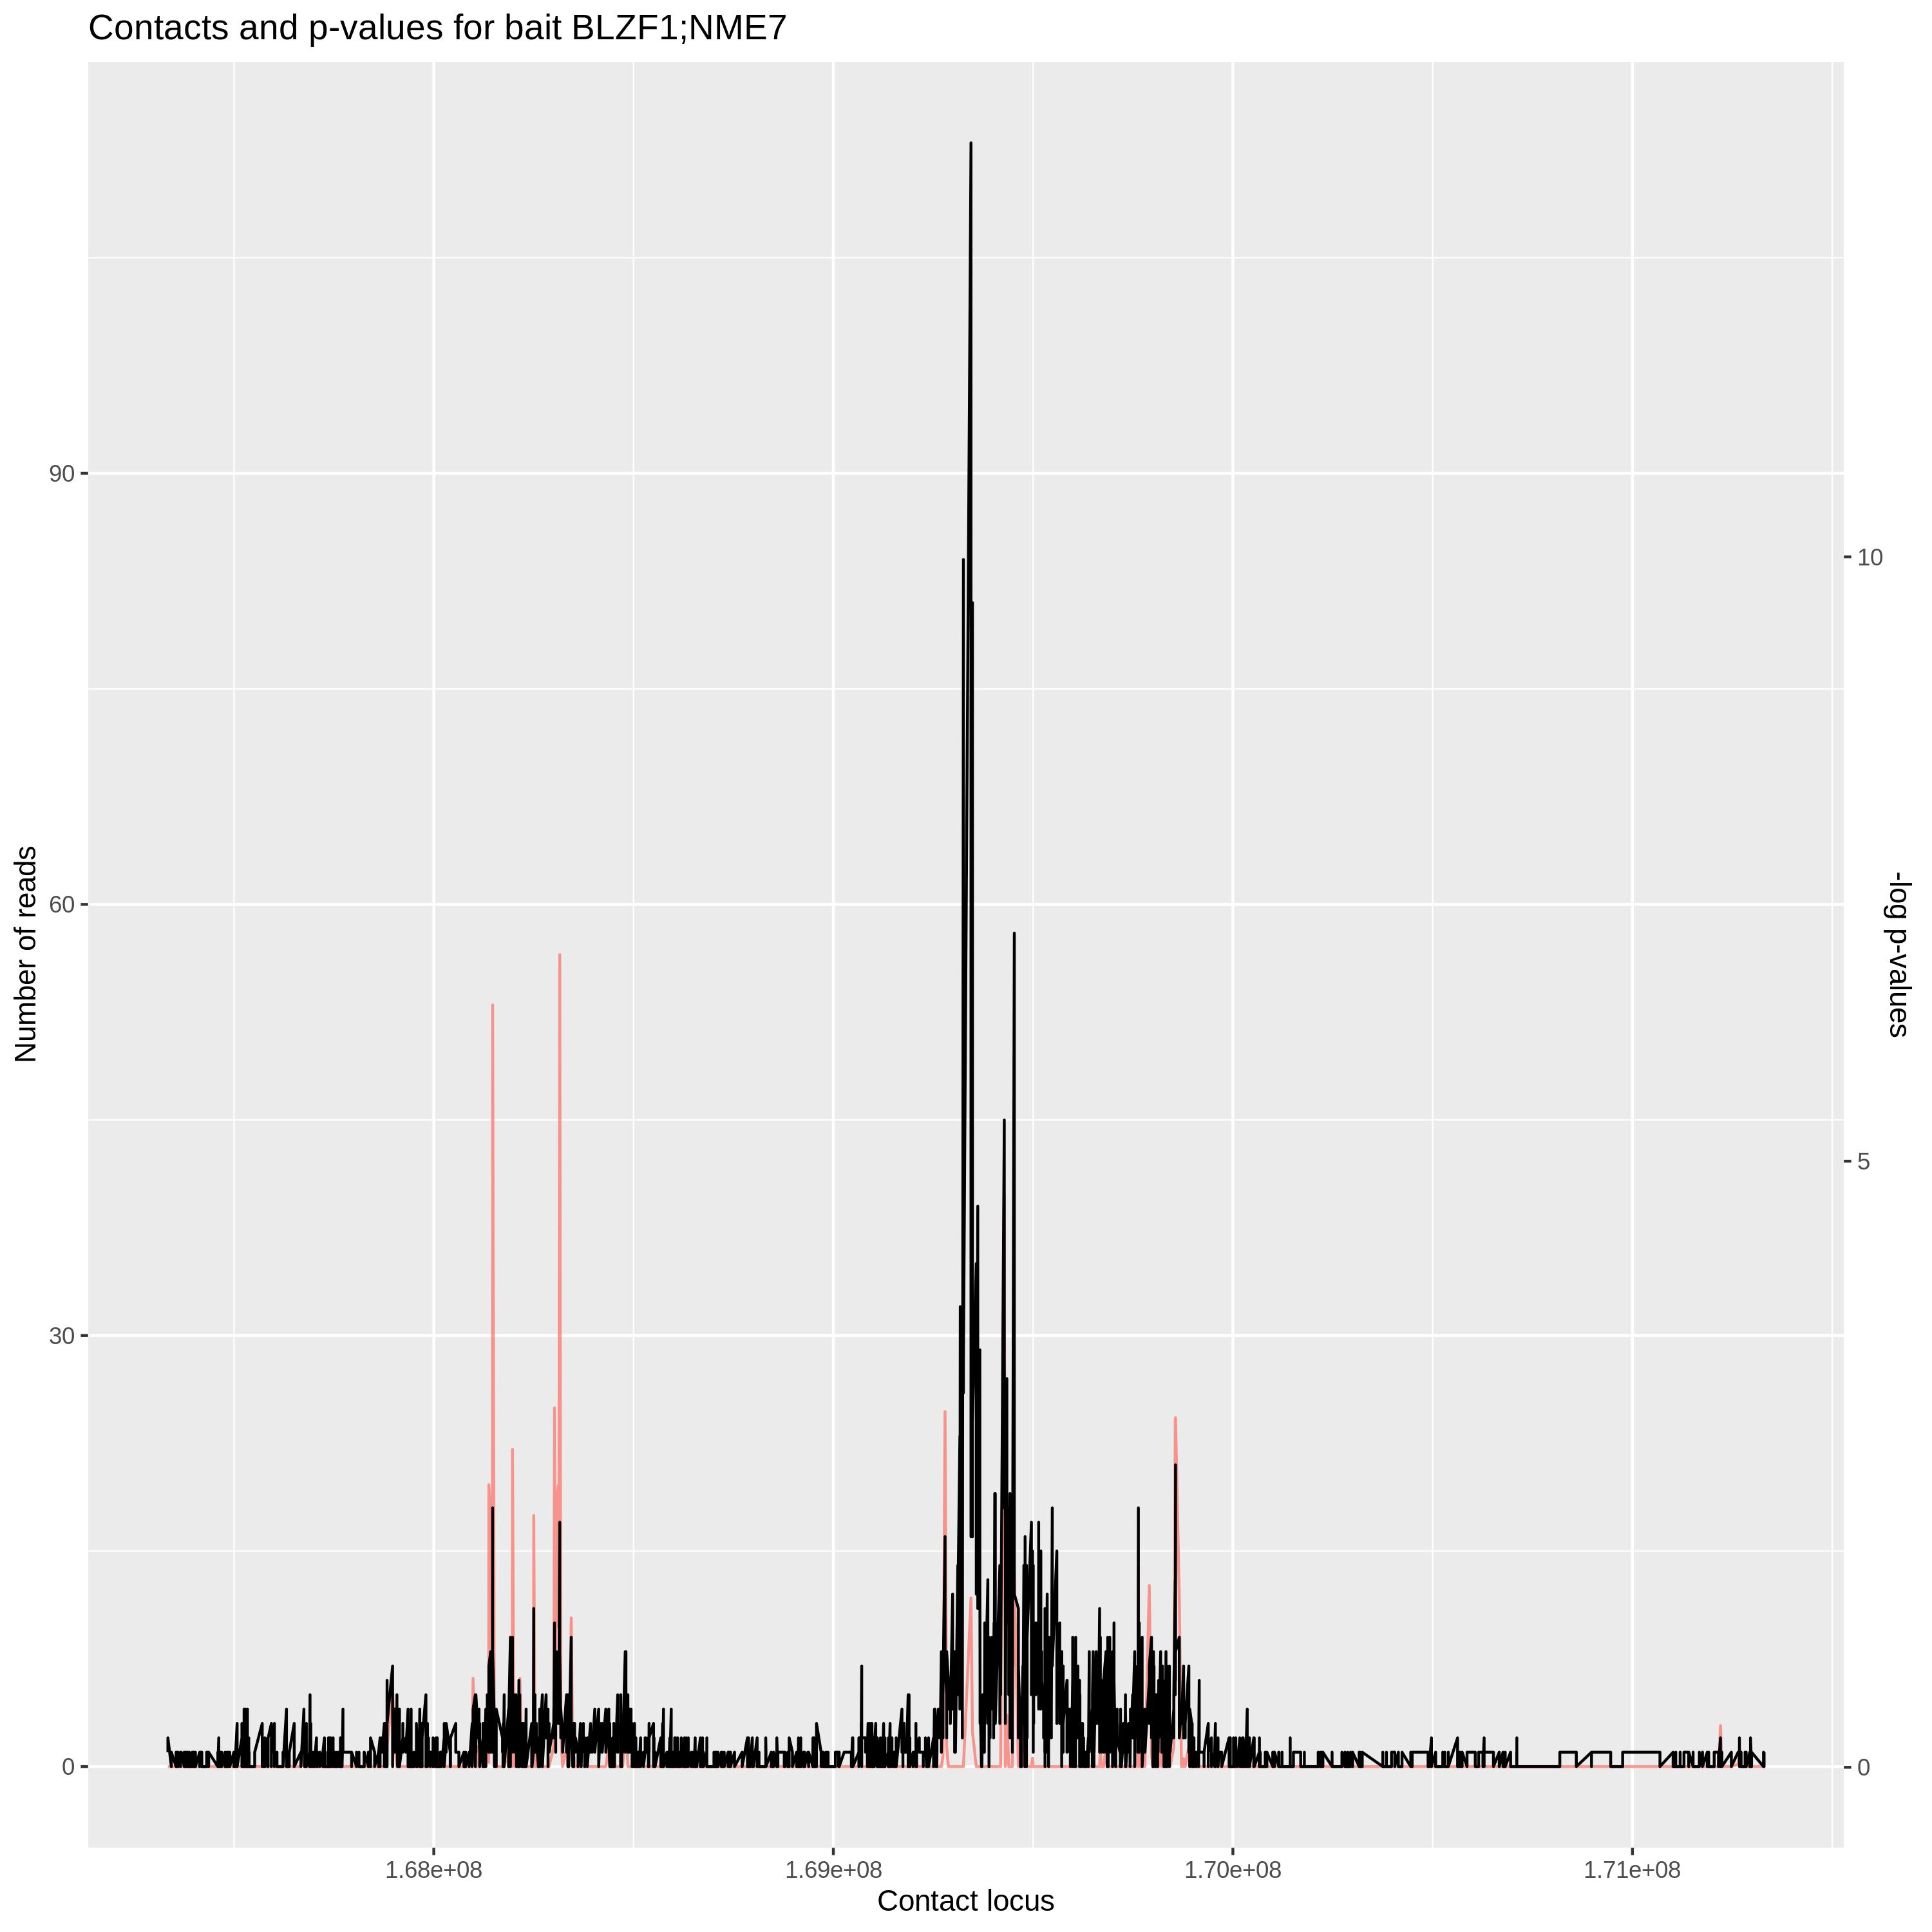 Contacts and p-values for bait BLZF1;NME7
90
60
30
0
Number of reads
10
5
0
-log p-values
1.68e+08
1.69e+08
1.70e+08
1.71e+08
Contact locus